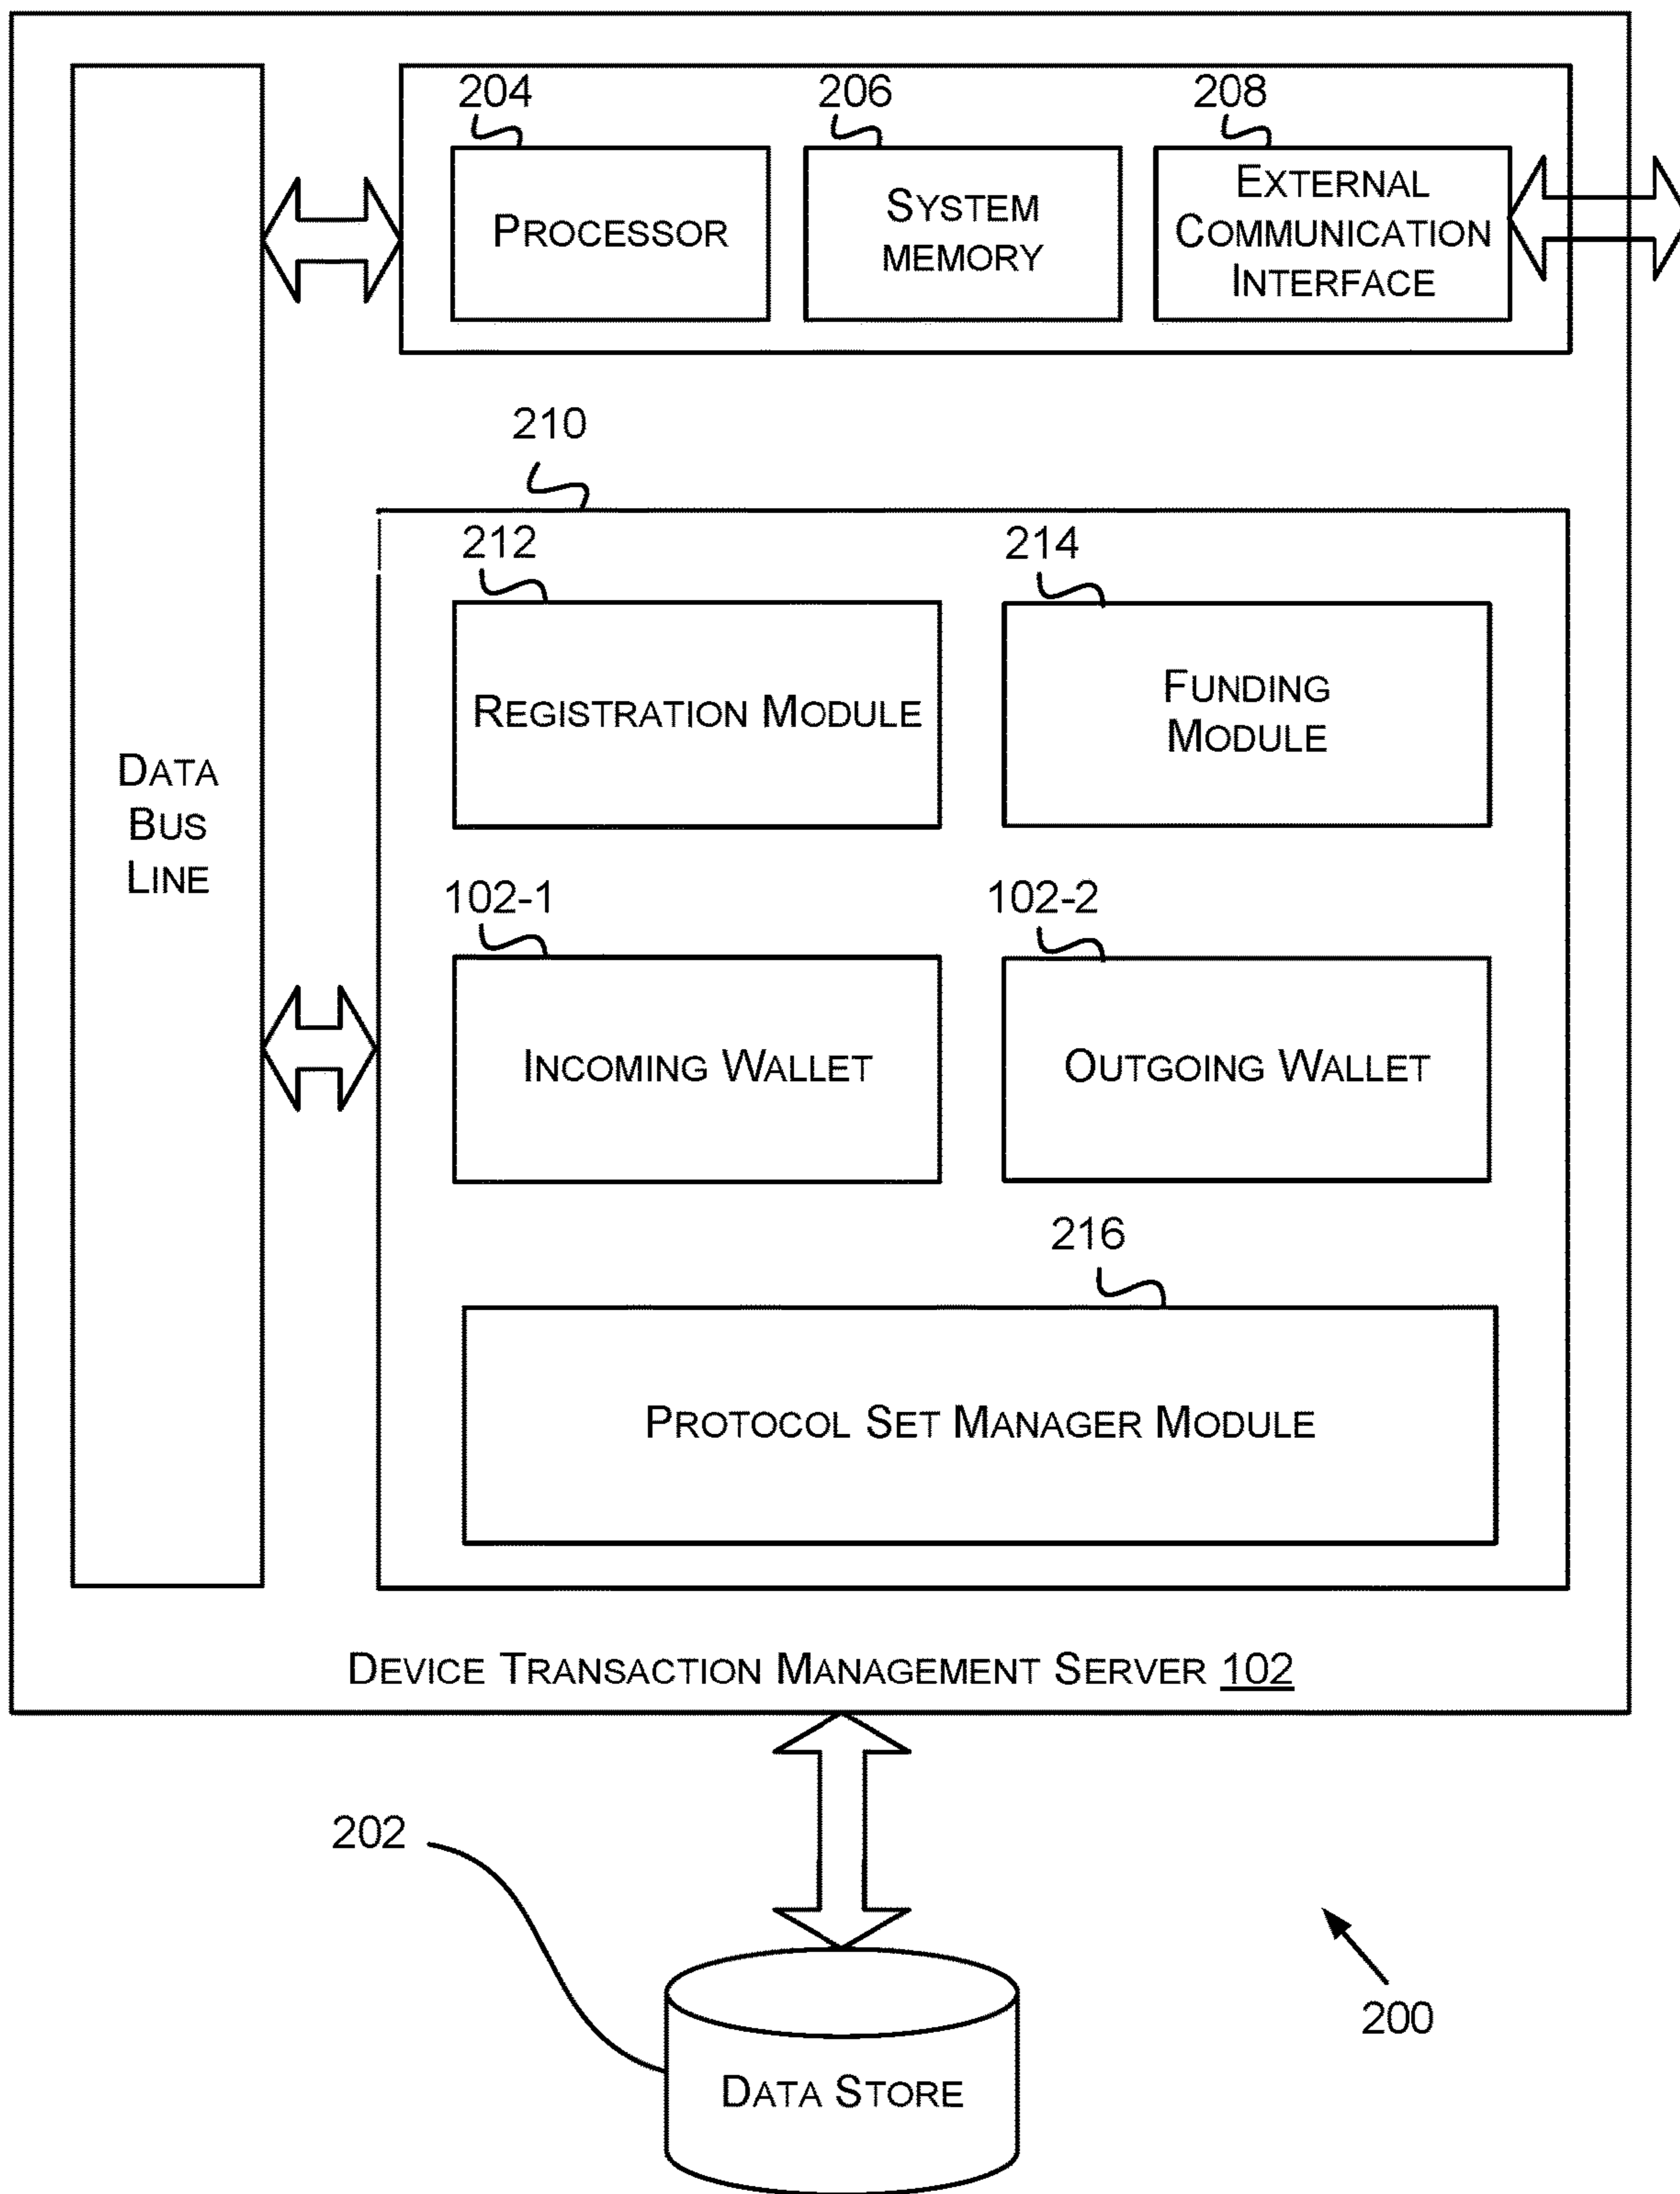 204
206
208
PROCESSOR
SYSTEM
MEMORY
EXTERNAL
COMMUNICATION
INTERFACE
210
212
214
REGISTRATION MODULE
FUNDING
MODULE
DATA
BUS
LINE
102-1
102-2
INCOMING WALLET
OUTGOING WALLET
216
PROTOCOL SET MANAGER MODULE
DEVICE TRANSACTION MANAGEMENT SERVER 102
202
200
DATA STORE